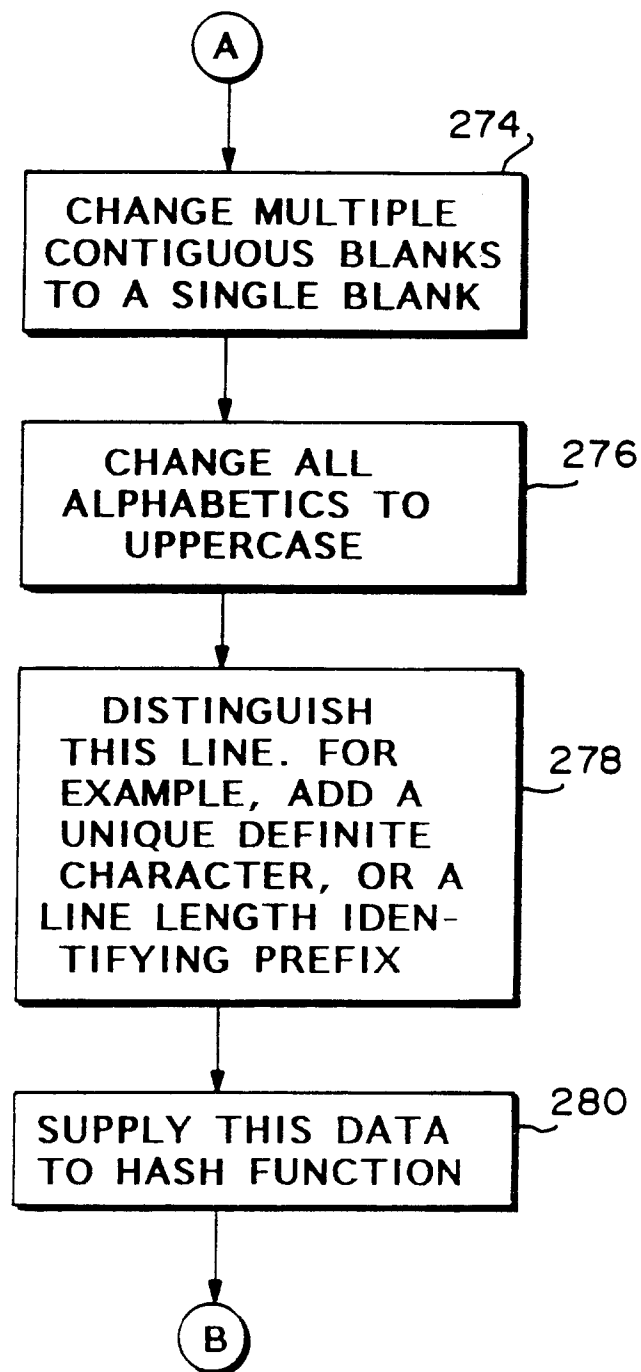 A
274
CHANGE MULTIPLE
CONTIGUOUS BLANKS
TO A SINGLE BLANK
276
CHANGE ALL
ALPHABETICS TO
UPPERCASE
278
DISTINGUISH
THIS LINE. FOR
EXAMPLE, ADD A
UNIQUE DEFINITE
CHARACTER, OR A
LINE LENGTH IDEN-
TIFYING PREFIX
280
SUPPLY THIS DATA
TO HASH FUNCTION
B